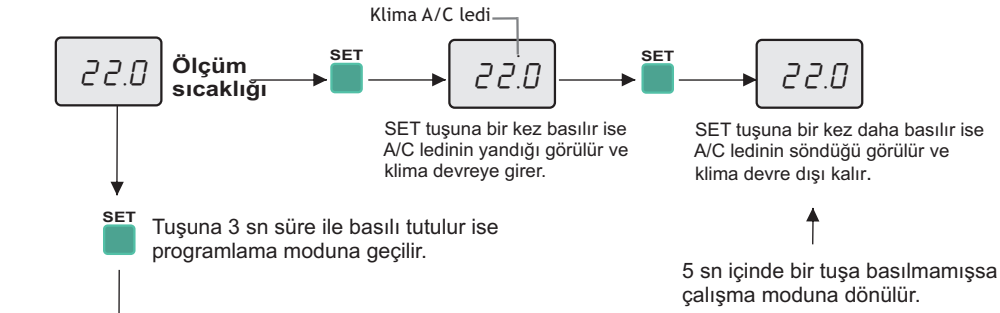 Klima A/C ledi
22.0
Ölçüm
sıcaklığı
SET
22.0
SET
22.0
SET tuşuna bir kez basılır ise
A/C ledinin yandığı görülür ve
klima devreye girer.
SET tuşuna bir kez daha basılır ise
A/C ledinin söndüğü görülür ve
klima devre dışı kalır.
SET
Tuşuna 3 sn süre ile basılı tutulur ise
programlama moduna geçilir.
5 sn içinde bir tuşa basılmamışsa
çalışma moduna dönülür.